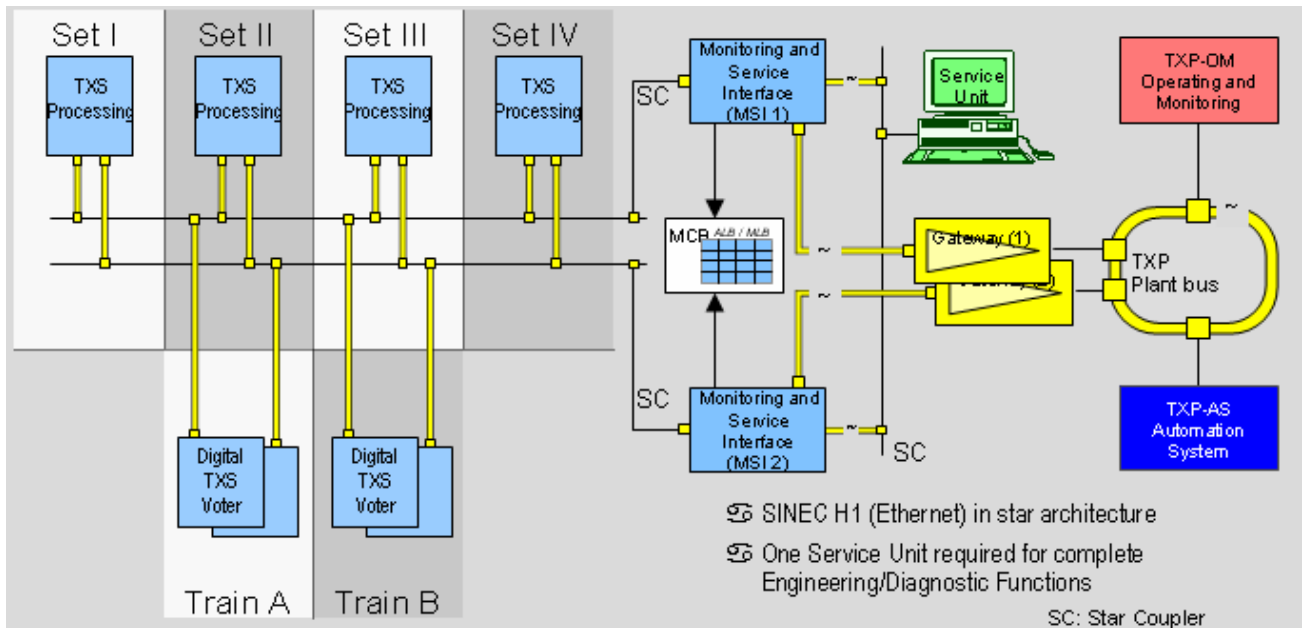 Set I
Set II
Set III
Set IV
TXS
Processing
TXS
Processing
TXS
Processing
TXS
Processing
SC
Monitoring and
Service
Interface
(MSI 1)
~
Service
Unit
TXP-OM
Operating and
Monitoring
MCR
ALB / MLB
~
Gateway (1)
~
TXP
Plant bus
~
SC
Monitoring and
Service
Interface
(MSI 2)
~
SC
TXP-AS
Automation
System
Digital
TXS
Voter
Digital
TXS
Voter
Train A
Train B
♋ SINEC H1 (Ethernet) in star architecture
♋ One Service Unit required for complete
Engineering/Diagnostic Functions
SC: Star Coupler